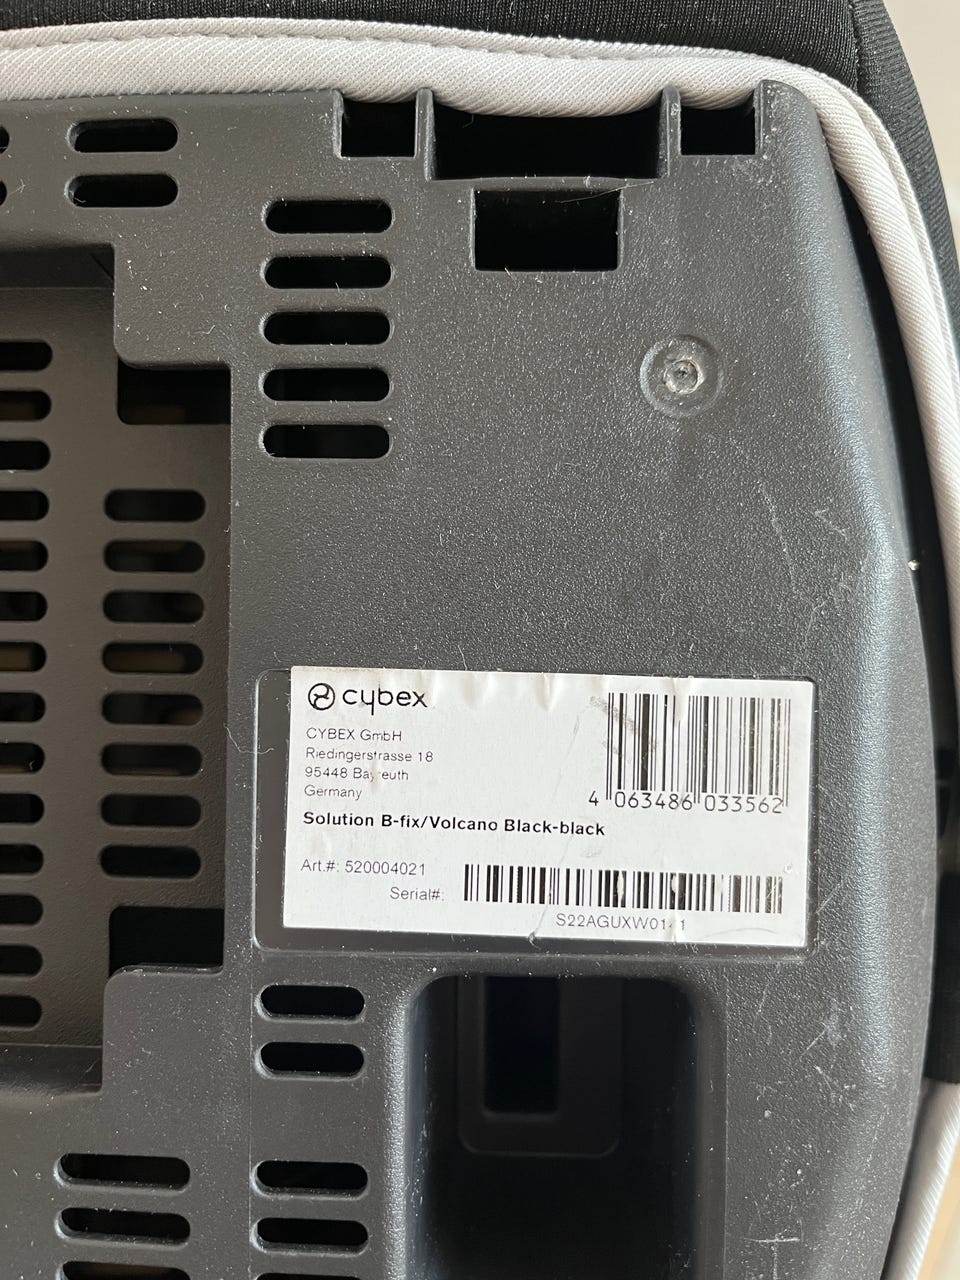 cybex
CYBEX GmbH
Riedingerstrasse 18
95448 Bayreuth
Germany
4 063486 033562
Solution B-fix/Volcano Black-black
Art.#: 520004021
Serial#: